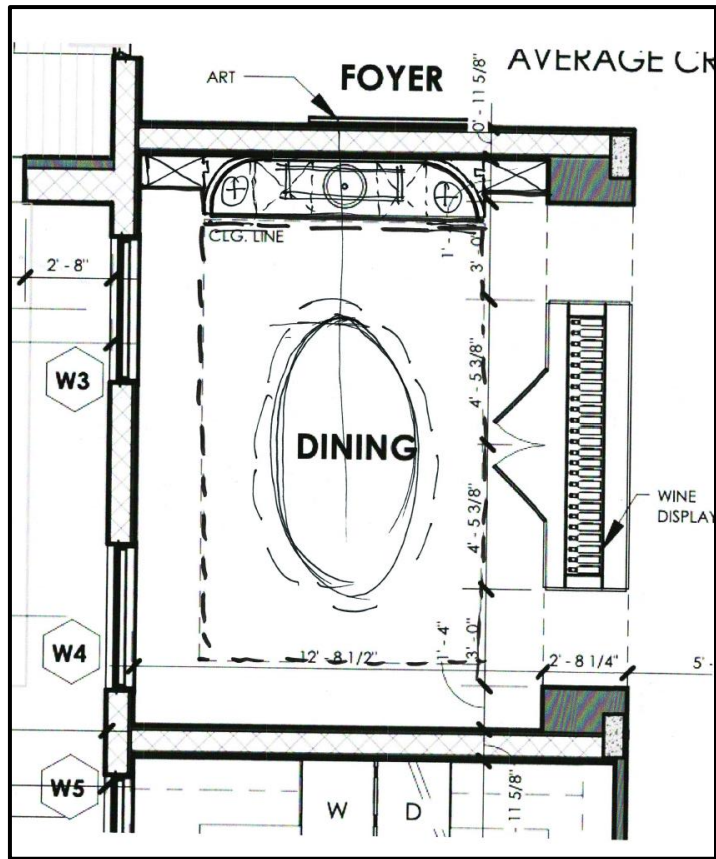 AVERAGE CR
FOYER
ART
0' - 11 5/8"
CLG. LINE
1' -
3' - 0"
2' - 8"
W3
4' - 5 3/8"
DINING
4' - 5 3/8"
WINE
DISPLAY
W4
1' - 4"
3' - 0"
12' - 8 1/2"
2' - 8 1/4"
5' -
W5
- 11 5/8"
W
D